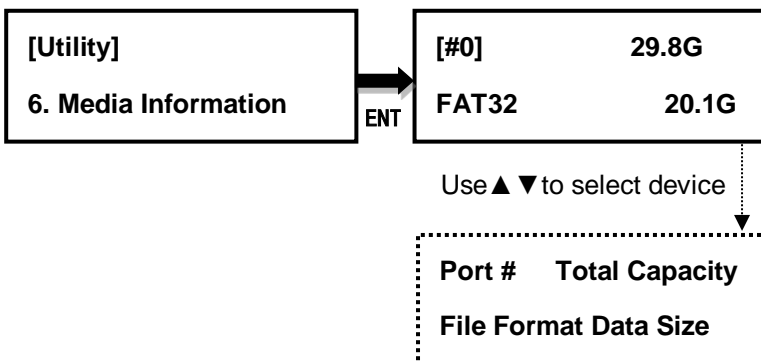 [Utility]
6. Media Information
ENT
[#0] 29.8G
FAT32 20.1G
Use▲ ▼to select device
Port # Total Capacity
File Format Data Size